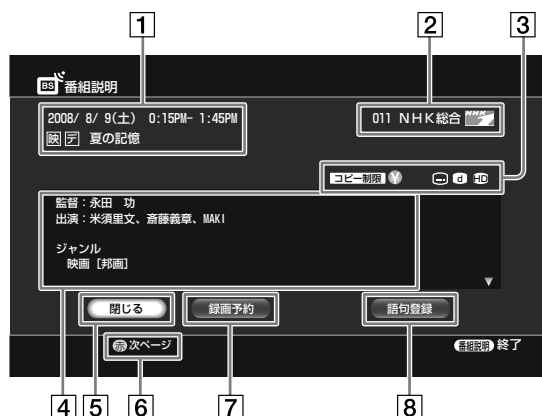 1
2
3
BS 番組説明
2008/ 8/ 9(土) 0:15PM- 1:45PM
011 NHK総合 NHK
映 デ 夏の記憶
コピー制限 ¥ d HD
監督：永田 功
出演：米須里文、斎藤義章、MAKI
ジャンル
映画［邦画］
▼
閉じる
録画予約
語句登録
赤 次ページ
番組説明 終了
4
5
6
7
8